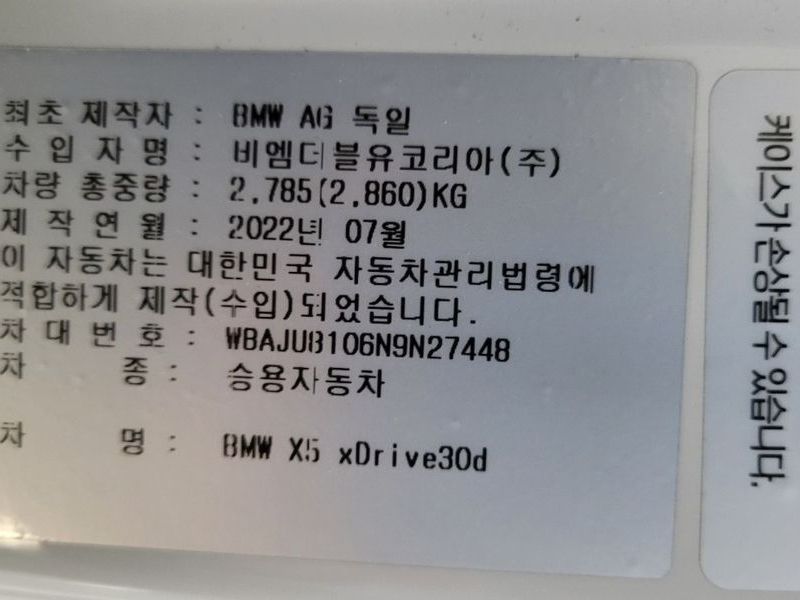 최초 제작자 : BMW AG 독일
수 입 자 명 : 비엠더블유코리아(주)
차량 총중량 : 2,785(2,860)KG
제 작 연 월 : 2022년 07월
이 자동차는 대한민국 자동차관리법령에
적합하게 제작(수입)되었습니다.
차 대 번 호 : WBAJU8106N9N27448
차 종 : 승용자동차
차 명 : BMW X5 xDrive30d
케이스가 손상될 수 있습니다.